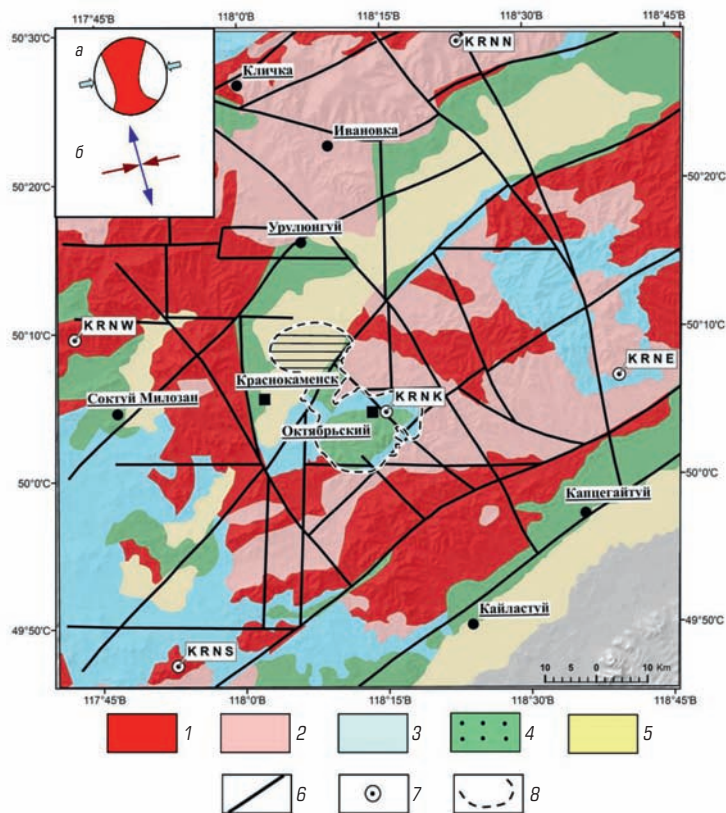 117°45'В 118°0'В 118°15'В 118°30'В 118°45'В
50°30'С
а
б
KRNN
Кличка
Ивановка
50°20'С 50°20'С
Урулюнгуй
50°10'С 50°10'С
KRNW
KRNE
Краснокаменск
KRNK
Соктуй Милозан
Октябрьский
50°0'С 50°0'С
Капцегайтуй
49°50'С 49°50'С
Кайластуй
KRNS
10 5 0 10 Km
117°45'В 118°0'В 118°15'В 118°30'В 118°45'В
1 2 3 4 5
6 7 8